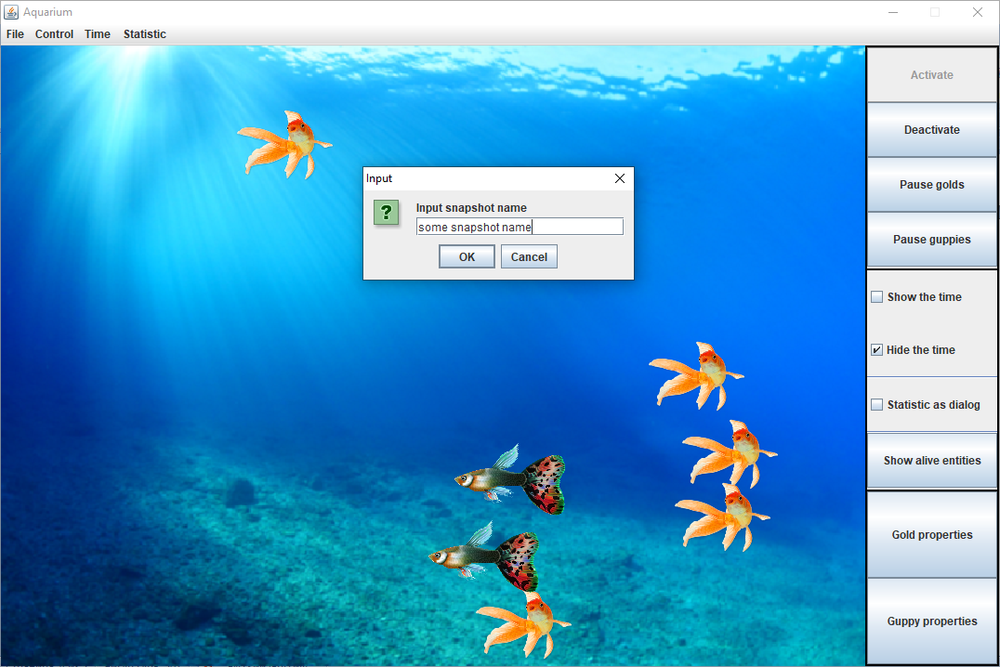 Aquarium
File Control Time Statistic
Input
Input snapshot name
?
some snapshot name
OK Cancel
Activate
Deactivate
Pause golds
Pause guppies
Show the time
Hide the time
Statistic as dialog
Show alive entities
Gold properties
Guppy properties